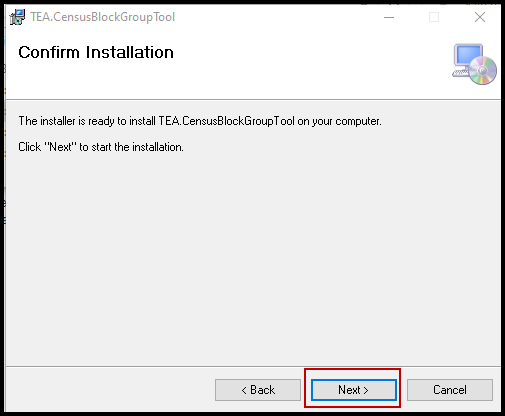 TEA.CensusBlockGroupTool
Confirm Installation
The installer is ready to install TEA.CensusBlockGroupTool on your computer.
Click "Next" to start the installation.
< Back
Next >
Cancel